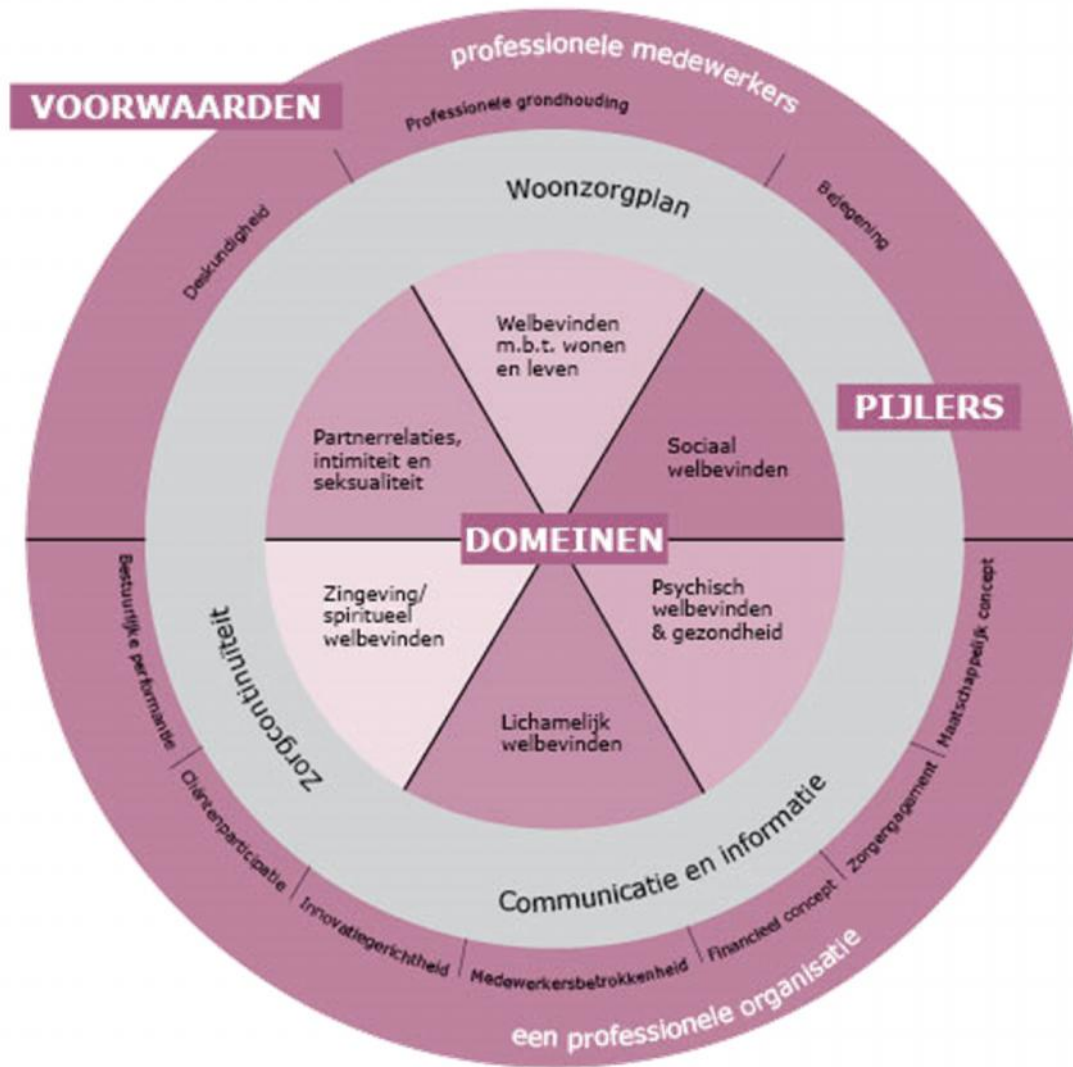 professionele medewerkers
VOORWAARDEN
Professionele grondhouding
Deskundigheid
Bejegening
Woonzorgplan
Welbevinden
m.b.t. wonen
en leven
PIJLERS
Partnerrelaties,
intimiteit en
seksualiteit
Sociaal
welbevinden
DOMEINEN
Zingeving/
spiritueel
welbevinden
Psychisch
welbevinden
& gezondheid
Lichamelijk
welbevinden
Zorgcontinuïteit
Communicatie en informatie
Bestuurlijke performantie
Cliëntenparticipatie
Innovatiegerichtheid
Medewerkersbetrokkenheid
Financieel concept
Zorgengagement
Maatschappelijk concept
een professionele organisatie